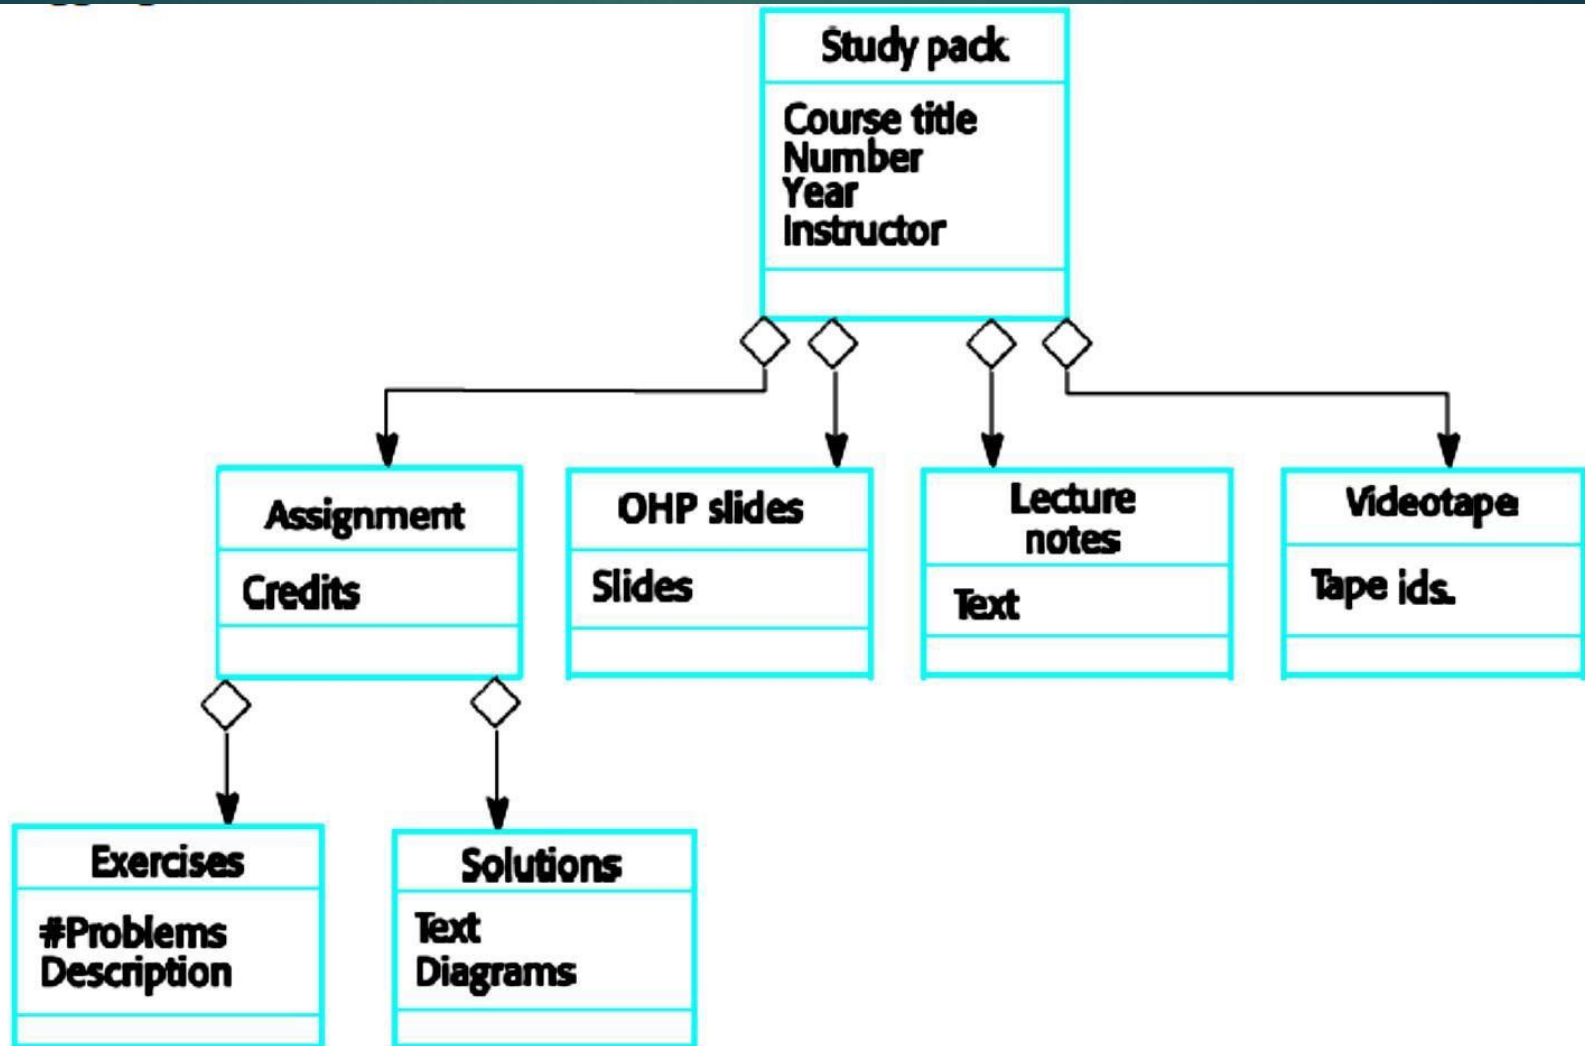 Study pack
Course title
Number
Year
Instructor
Assignment
Credits
OHP slides
Slides
Lecture
notes
Text
Videotape
Tape ids.
Exercises
#Problems
Description
Solutions
Text
Diagrams